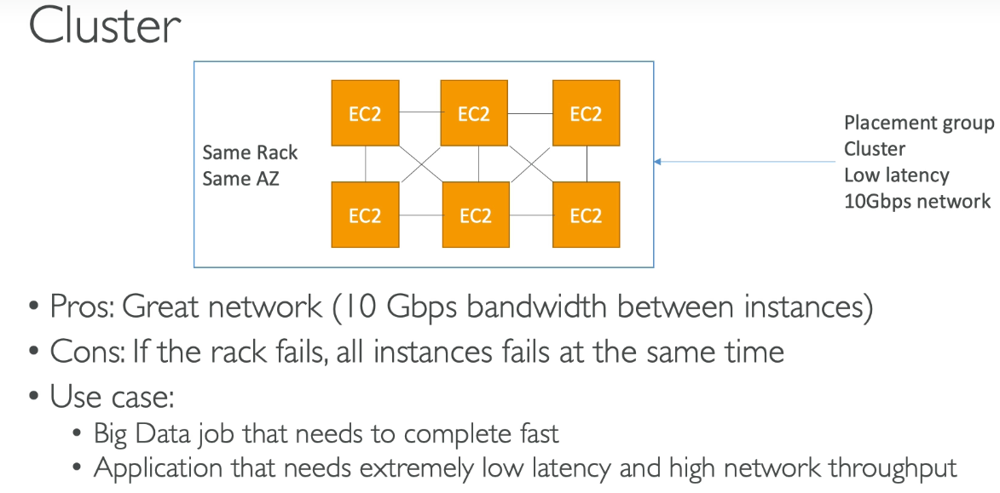 Cluster
EC2 EC2 EC2
Same Rack
Same AZ
EC2 EC2 EC2
Placement group
Cluster
Low latency
10Gbps network
• Pros: Great network (10 Gbps bandwidth between instances)
• Cons: If the rack fails, all instances fails at the same time
• Use case:
• Big Data job that needs to complete fast
• Application that needs extremely low latency and high network throughput